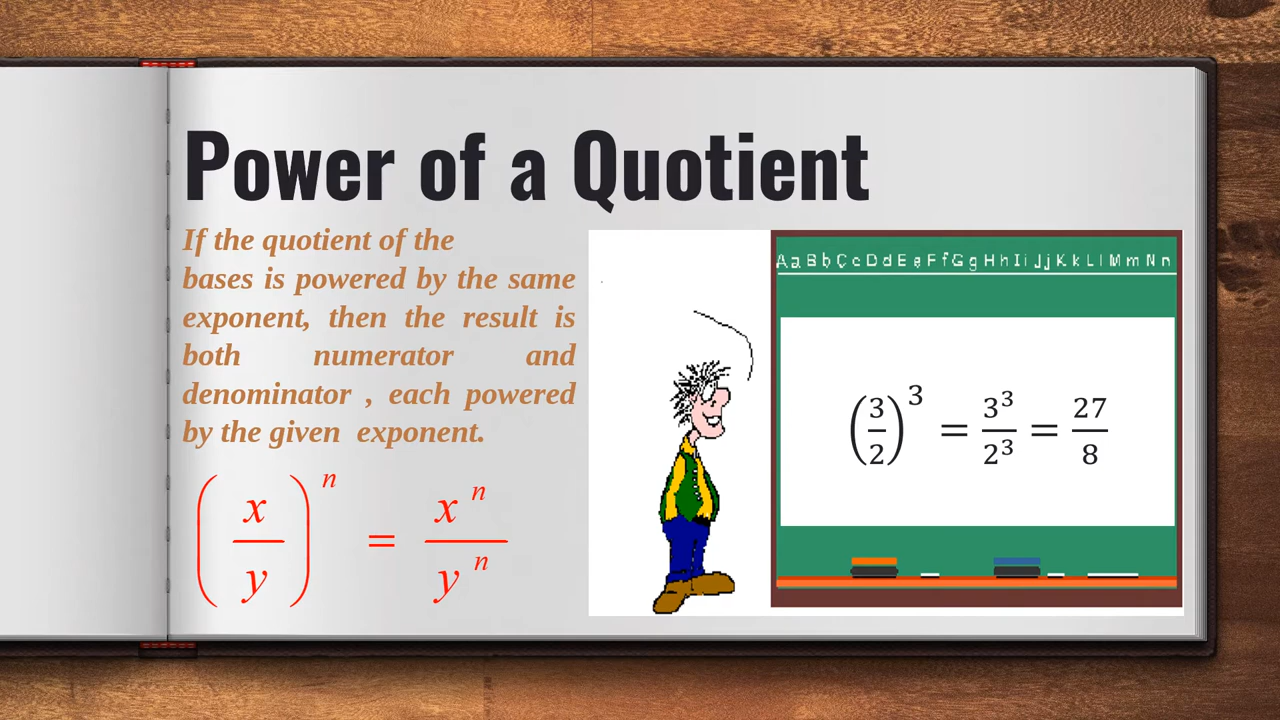 Power of a Quotient
If the quotient of the
bases is powered by the same
exponent, then the result is
both numerator and
denominator , each powered
by the given exponent.
(x/y)^n = x^n/y^n
AaBbCcDdEeFfGgHhIiJjKkLlMmNn
(3/2)^3 = 3^3/2^3 = 27/8